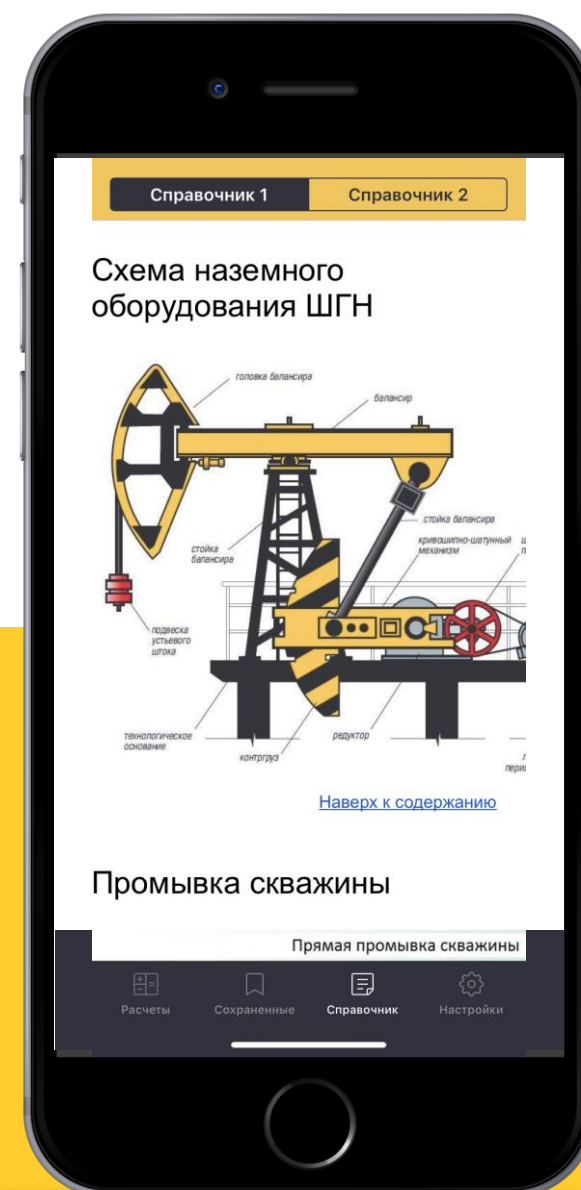 Справочник 1
Справочник 2
Схема наземного
оборудования ШГН
головка балансира
балансир
стойка балансира
кривошипно-шатунный
механизм
стойка
балансира
подвеска
устьевого
штока
технологическое
основание
контргруз
редуктор
Наверх к содержанию
Промывка скважины
Прямая промывка скважины
Расчеты
Сохраненные
Справочник
Настройки